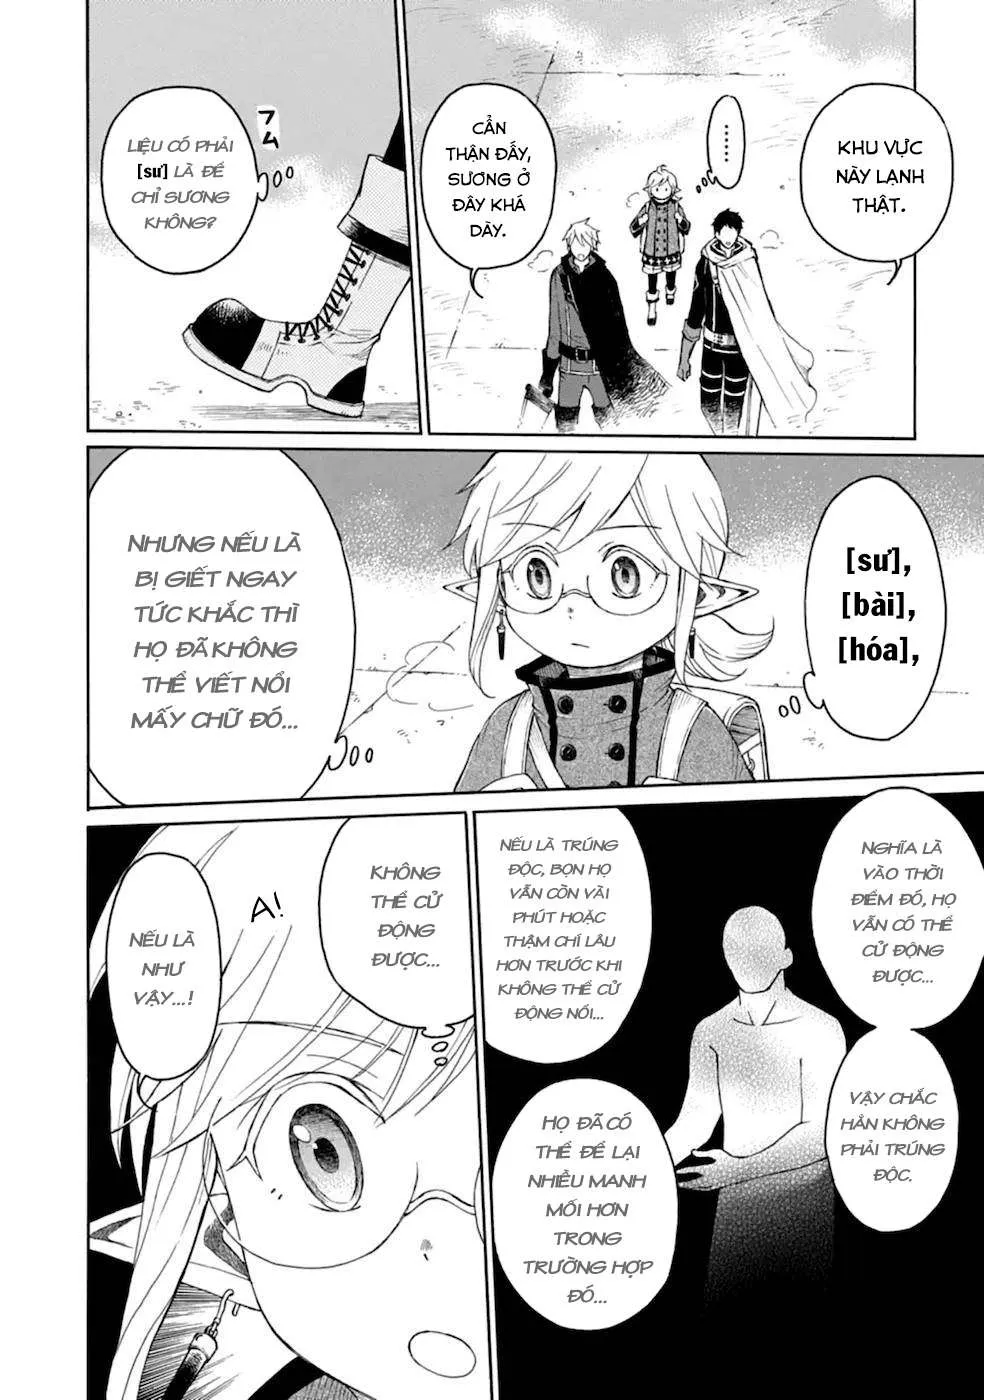 KHU VỰC
NÀY LẠNH
THẬT.
......
CẨN
THẬN ĐẤY,
SƯƠNG Ở
ĐÂY KHÁ
DÀY.
フム
LIỆU CÓ PHẢI
[sư] LÀ ĐỂ
CHỈ SƯƠNG
KHÔNG?
[sư],
[bài],
[hóa],
NHƯNG NẾU LÀ
BỊ GIẾT NGAY
TỨC KHẮC THÌ
HỌ ĐÃ KHÔNG
THỂ VIẾT NỔI
MẤY CHỮ ĐÓ...
NGHĨA LÀ
VÀO THỜI
ĐIỂM ĐÓ, HỌ
VẪN CÓ THỂ
CỬ ĐỘNG
ĐƯỢC...
VẬY CHẮC
HẲN KHÔNG
PHẢI TRÚNG
ĐỘC.
NẾU LÀ TRÚNG
ĐỘC, BỌN HỌ
VẪN CÒN VÀI
PHÚT HOẶC
THẬM CHÍ LÂU
HƠN TRƯỚC KHI
KHÔNG THỂ CỬ
ĐỘNG NỔI...
HỌ ĐÃ CÓ
THỂ ĐỂ LẠI
NHIỀU MANH
MỐI HƠN
TRONG
TRƯỜNG HỢP
ĐÓ...
KHÔNG
THỂ CỬ
ĐỘNG
ĐƯỢC...
A!
NẾU LÀ
NHƯ
VẬY...!